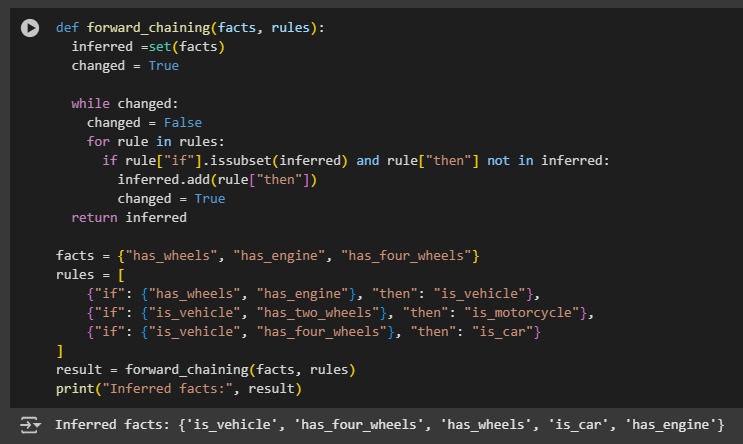 def forward_chaining(facts, rules):
  inferred =set(facts)
  changed = True

  while changed:
    changed = False
    for rule in rules:
      if rule["if"].issubset(inferred) and rule["then"] not in inferred:
        inferred.add(rule["then"])
        changed = True
  return inferred

facts = {"has_wheels", "has_engine", "has_four_wheels"}
rules = [
    {"if": {"has_wheels", "has_engine"}, "then": "is_vehicle"},
    {"if": {"is_vehicle", "has_two_wheels"}, "then": "is_motorcycle"},
    {"if": {"is_vehicle", "has_four_wheels"}, "then": "is_car"}
]
result = forward_chaining(facts, rules)
print("Inferred facts:", result)
Inferred facts: {'is_vehicle', 'has_four_wheels', 'has_wheels', 'is_car', 'has_engine'}